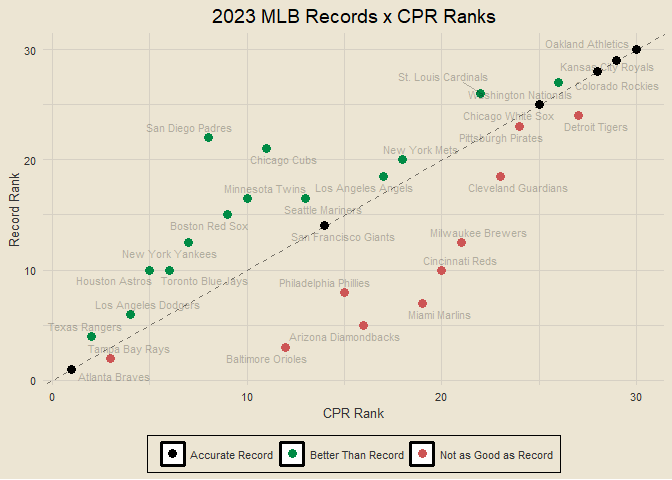 2023 MLB Records x CPR Ranks
30
20
10
0
Record Rank
Oakland Athletics
Kansas City Royals
St. Louis Cardinals
Colorado Rockies
Washington Nationals
Chicago White Sox
Detroit Tigers
San Diego Padres
Pittsburgh Pirates
New York Mets
Chicago Cubs
Minnesota Twins
Los Angeles Angels
Cleveland Guardians
Seattle Mariners
Boston Red Sox
San Francisco Giants
Milwaukee Brewers
New York Yankees
Cincinnati Reds
Houston Astros
Toronto Blue Jays
Philadelphia Phillies
Los Angeles Dodgers
Miami Marlins
Texas Rangers
Arizona Diamondbacks
Tampa Bay Rays
Baltimore Orioles
Atlanta Braves
0
10
20
30
CPR Rank
Accurate Record
Better Than Record
Not as Good as Record